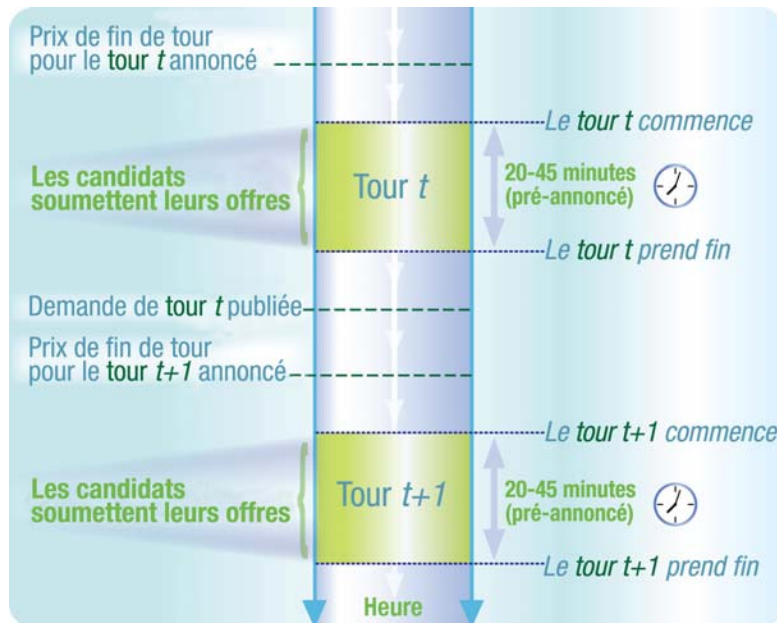 Prix de fin de tour
pour le tour t annoncé
Le tour t commence
Les candidats
soumettent leurs offres
Tour t
20-45 minutes
(pré-annoncé)
Le tour t prend fin
Demande de tour t publiée
Prix de fin de tour
pour le tour t+1 annoncé
Le tour t+1 commence
Les candidats
soumettent leurs offres
Tour t+1
20-45 minutes
(pré-annoncé)
Le tour t+1 prend fin
Heure